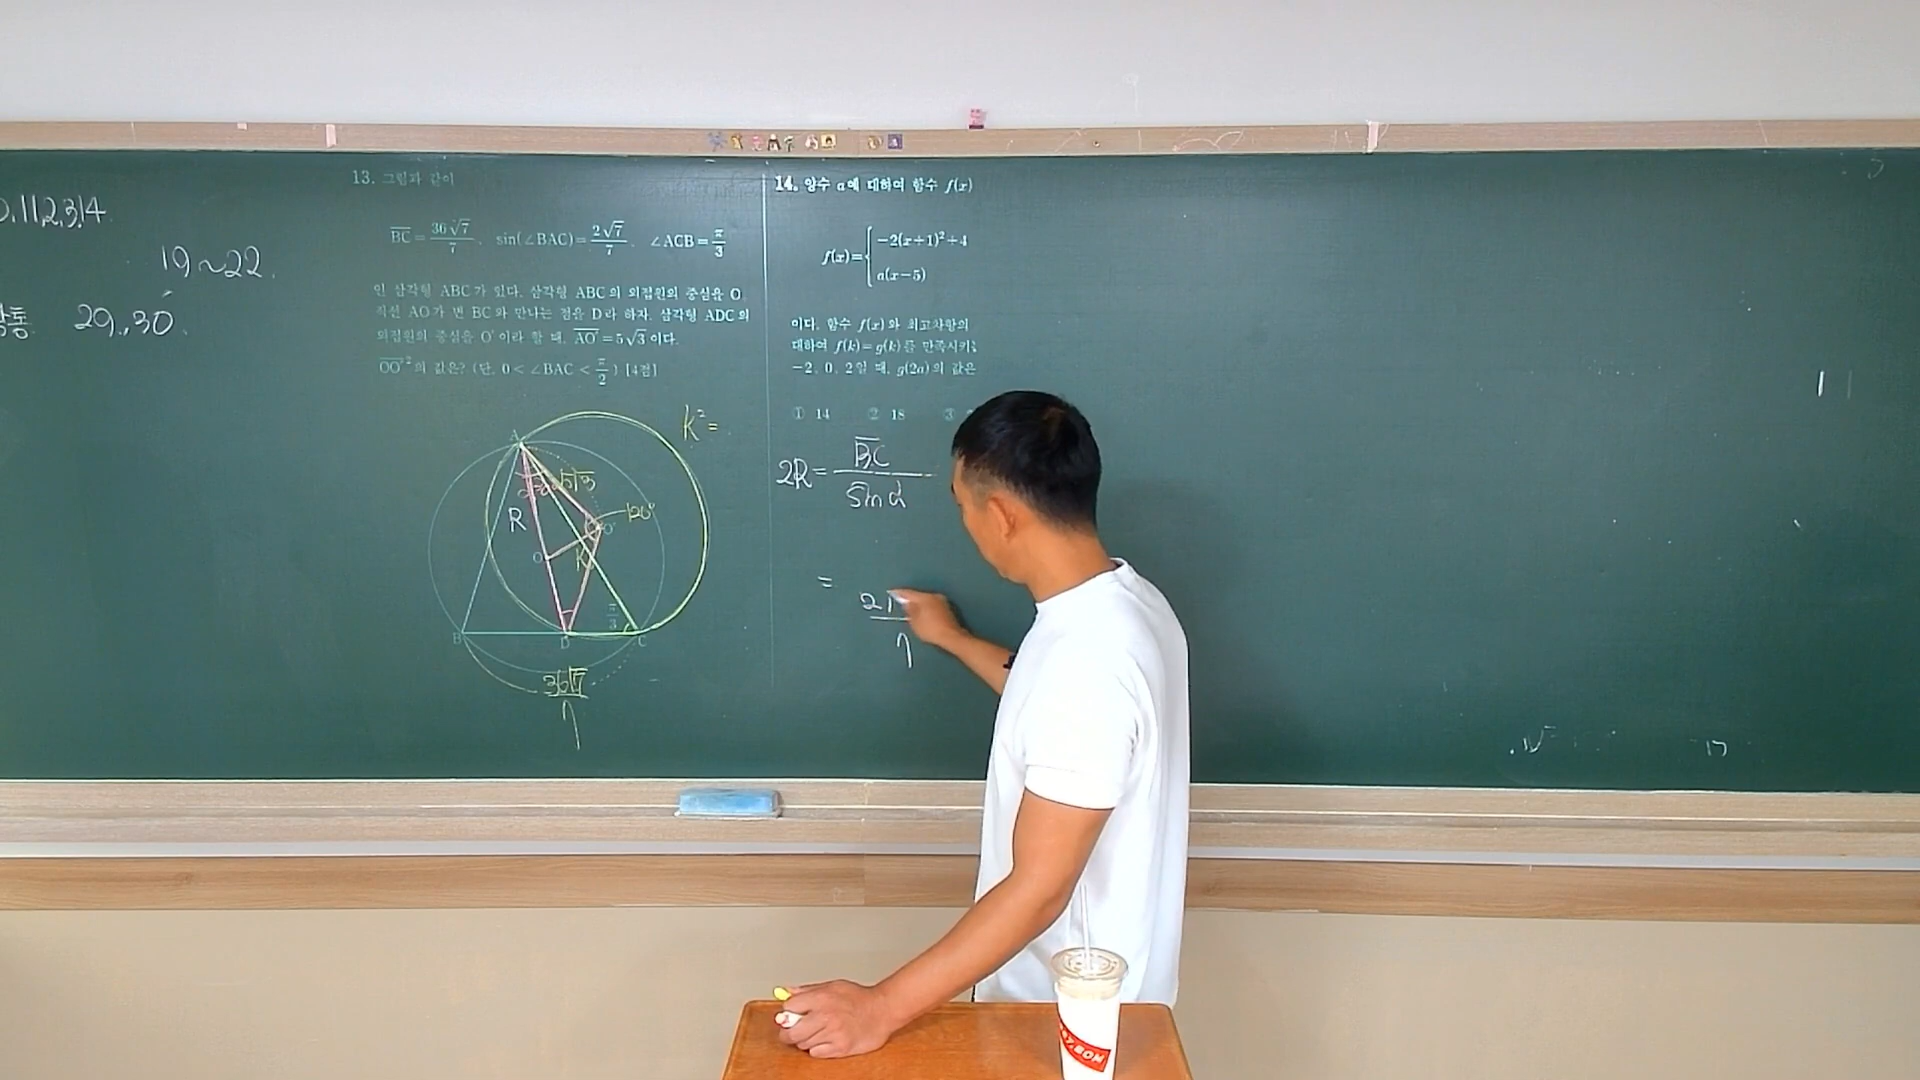 0.11,2,3,14
19~22.
통 29,,30.
13. 그림과 같이
BC = 36√7/7, sin(∠BAC) = 2√7/7, ∠ACB = π/3
인 삼각형 ABC가 있다. 삼각형 ABC의 외접원의 중심을 O,
직선 AO가 변 BC와 만나는 점을 D라 하자. 삼각형 ADC의
외접원의 중심을 O′이라 할 때, AO′ = 5√3이다.
OO′²의 값은? (단, 0 < ∠BAC < π/2) [4점]
K² =
A
5√3
R
120°
O
O′
K
π/3
B
D
C
36√7/7
14. 양수 a에 대하여 함수 f(x)
f(x) = { -2(x+1)²+4
a(x-5)
이다. 함수 f(x)와 최고차항의
대하여 f(k)=g(k)를 만족시키
-2, 0, 2일 때, g(2a)의 값은
① 14 ② 18 ③
2R = BC/sin α
=
2
7